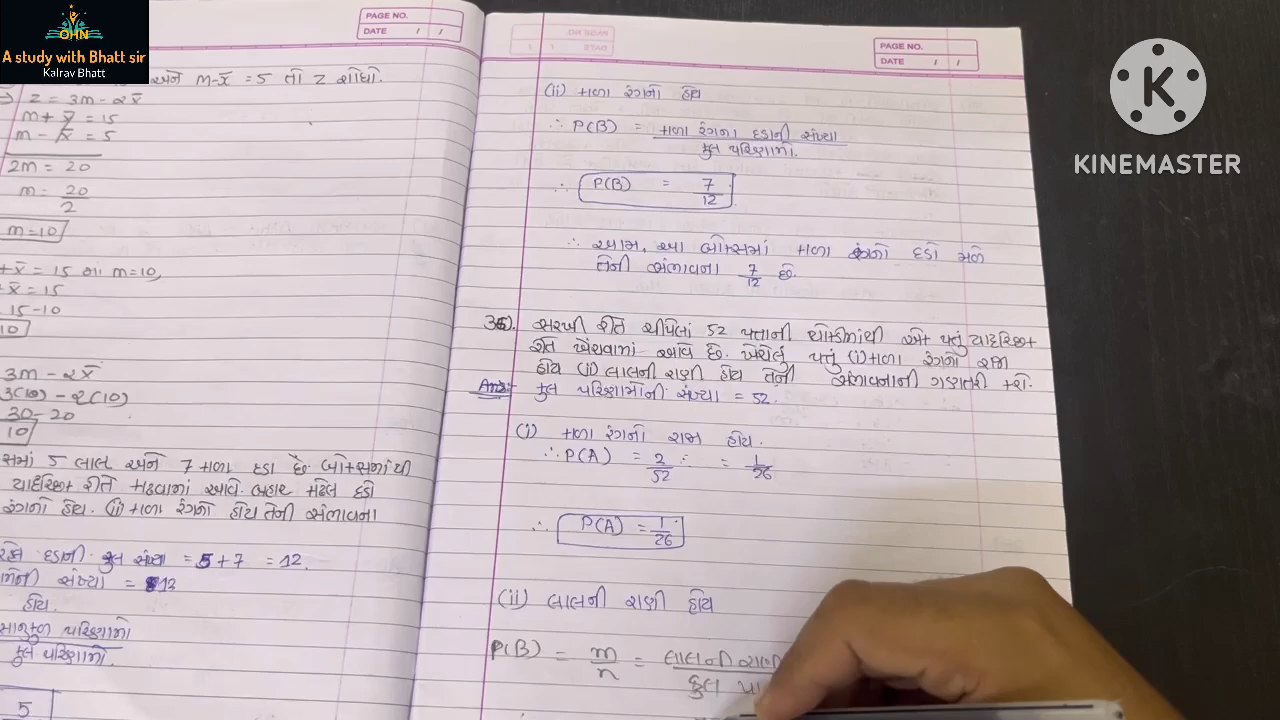 OHN
A study with Bhatt sir
Kalrav Bhatt
PAGE NO.
DATE / /
અને M-x̄ = 5 તો Z શોધો.
⇒ Z = 3M - 2x̄
M + x̄ = 15
M - x̄ = 5
2M = 20
M = 20/2
M=10
+x̄ = 15 માં M=10,
x̄ = 15
15-10
10
3M - 2x̄
3(10) - 2(10)
30-20
10
સમાં 5 લાલ અને 7 કાળા દડા છે. બોક્સમાંથી
યાદચ્છિક રીતે કાઢવામાં આવે. બહાર કાઢેલ દડો
રંગનો હોય. (ii) કાળા રંગનો હોય તેની સંભાવના
દડાની કુલ સંખ્યા = 5+7 = 12.
સંખ્યા = 12
હોય.
પરિણામો
કુલ પરિણામો.
5
PAGE NO.
DATE / /
(ii) કાળા રંગનો હોય
∴ P(B) = કાળા રંગના દડાની સંખ્યા
કુલ પરિણામો.
∴ P(B) = 7/12
∴ આમ, આ બોક્સમાં કાળા રંગનો દડો મળે
તેની સંભાવના 7/12 છે.
36). સરખી રીતે ચીપેલાં 52 પત્તાની થોકડીમાંથી એક પત્તું યાદચ્છિક
રીતે ખેંચવામાં આવે છે. ખેંચેલું પત્તું (i) કાળા રંગનો રાજા
હોય (ii) લાલની રાણી હોય તેની સંભાવનાની ગણતરી કરો.
Ans: કુલ પરિણામોની સંખ્યા = 52.
(i) કાળા રંગનો રાજા હોય.
∴ P(A) = 2/52 ∴ = 1/26
∴ P(A) = 1/26
(ii) લાલની રાણી હોય
P(B) = m/n = લાલની
કુલ
KINEMASTER